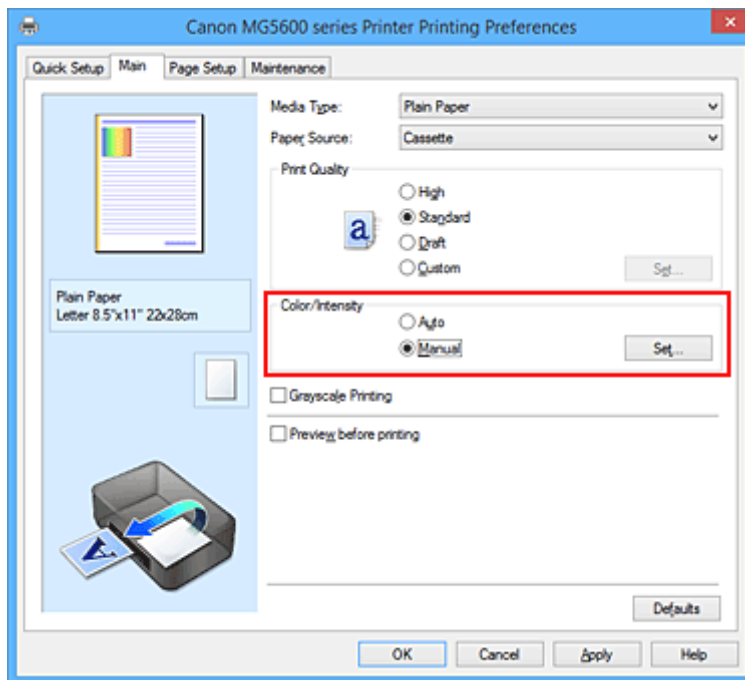 Canon MG5600 series Printer Printing Preferences
Quick Setup Main Page Setup Maintenance
Media Type: Plain Paper
Paper Source: Cassette
Print Quality
High
Standard
Draft
Custom Set...
Plain Paper
Letter 8.5"x11" 22x28cm
Color/Intensity
Auto
Manual Set...
Grayscale Printing
Preview before printing
Defaults
OK Cancel Apply Help